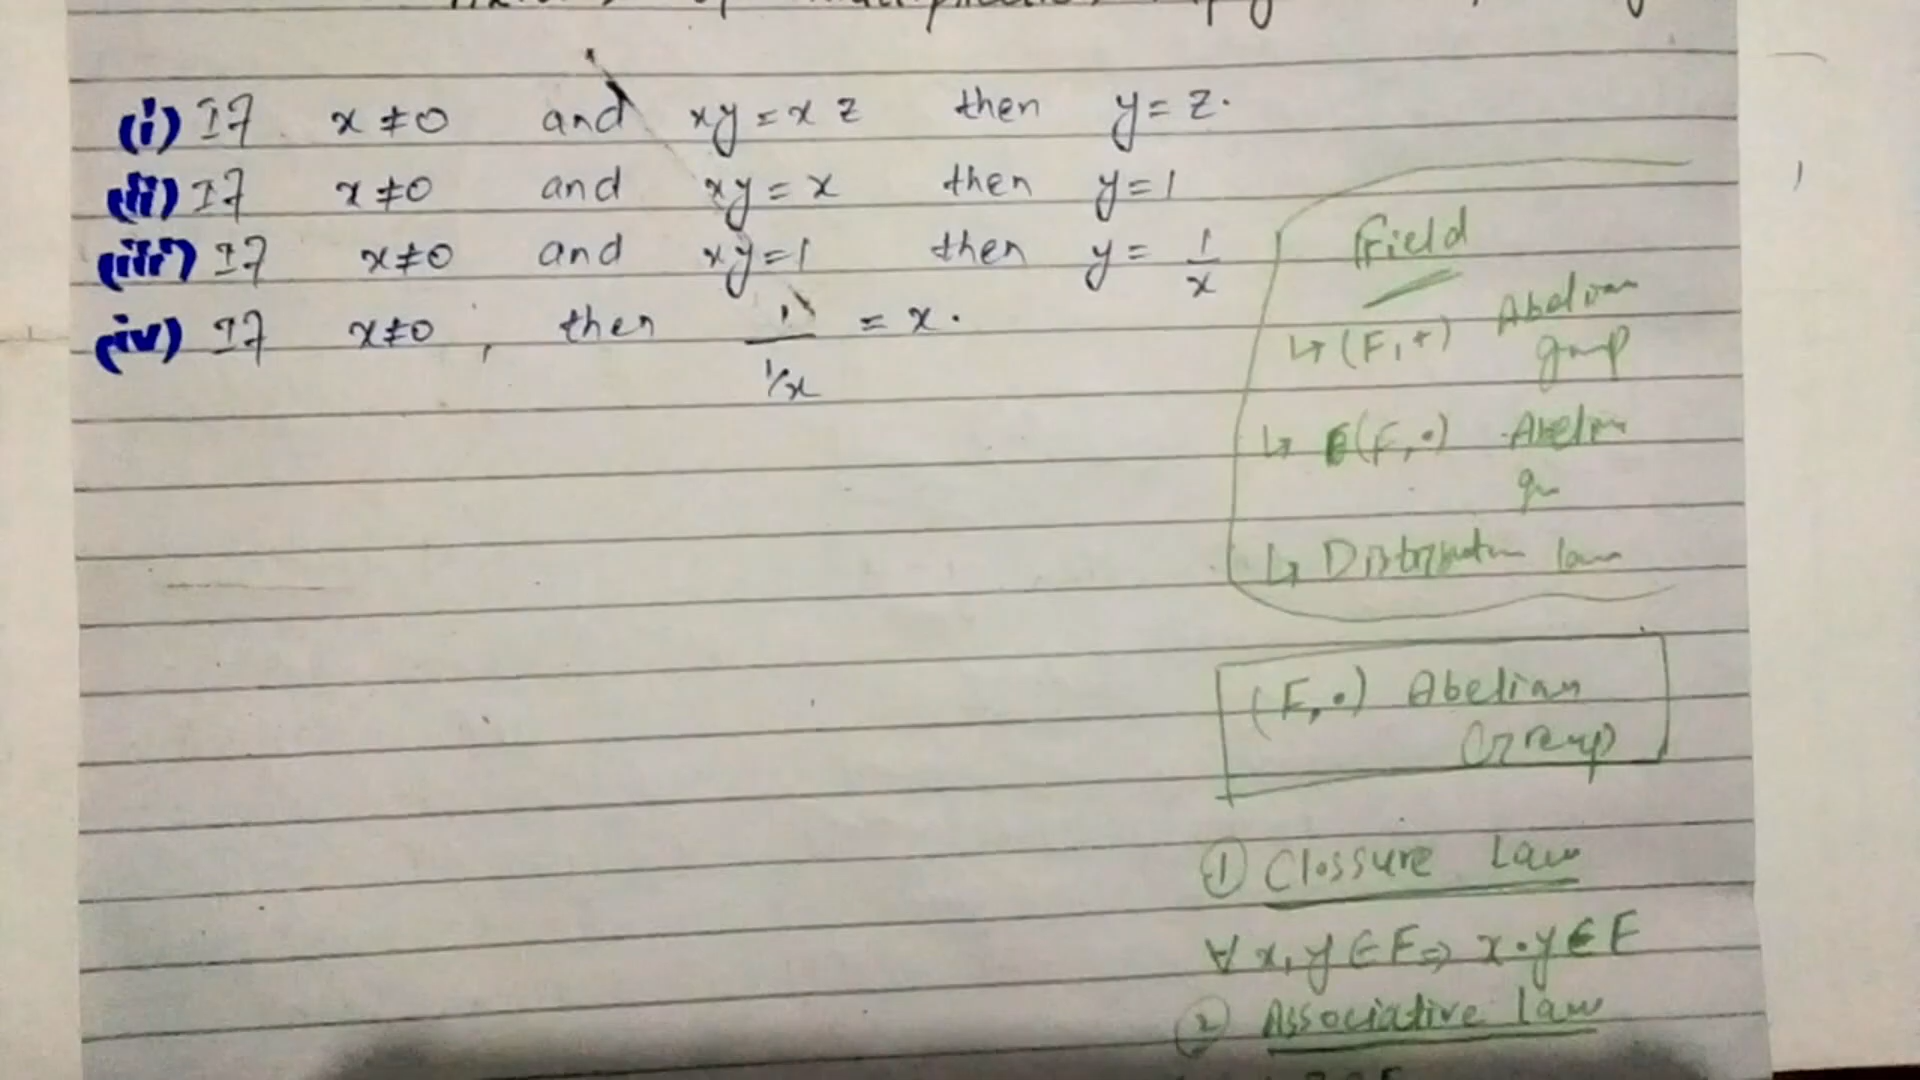 (i) If x ≠ 0 and xy = x z then y = z.
(ii) If x ≠ 0 and xy = x then y = 1
(iii) If x ≠ 0 and xy = 1 then y = 1/x
(iv) If x ≠ 0 , then 1/(1/x) = x.
Field
↳ (F, +) Abelian
group
↳ (F, •) Abelian
↳ Distributive law
(F, •) Abelian
Group
① Clossure Law
∀ x, y ∈ F ⇒ x • y ∈ F
② Associative law